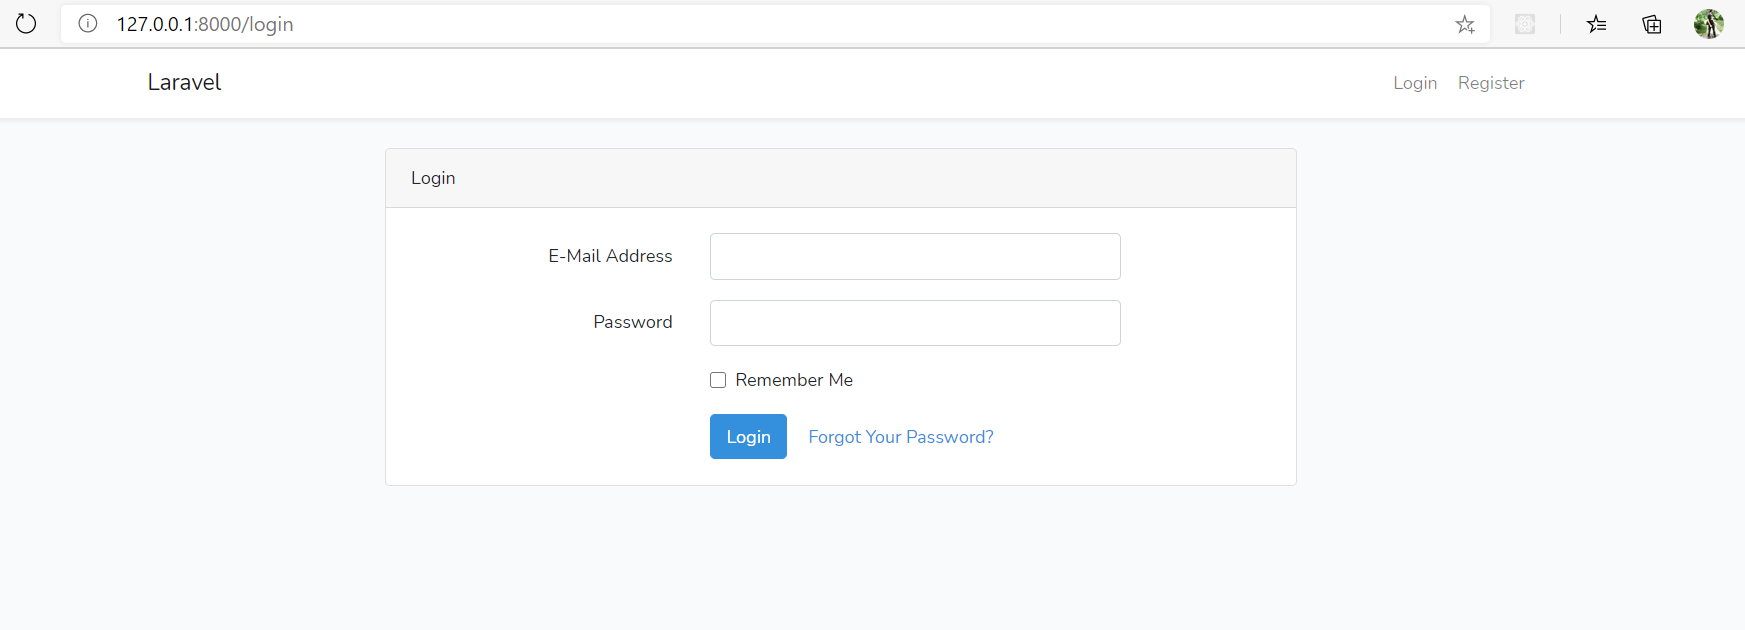 127.0.0.1:8000/login
Laravel
Login Register
Login
E-Mail Address
Password
Remember Me
Login Forgot Your Password?